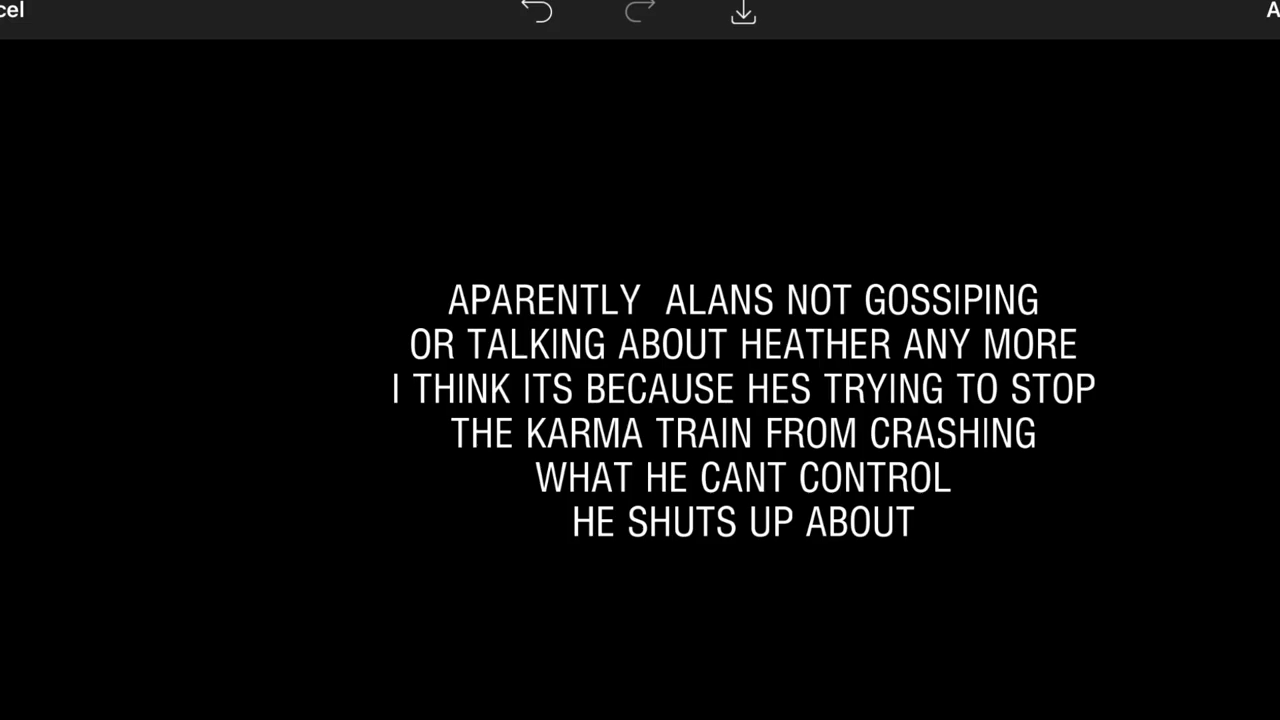 cel
A
APARENTLY  ALANS NOT GOSSIPING
OR TALKING ABOUT HEATHER ANY MORE
I THINK ITS BECAUSE HES TRYING TO STOP
THE KARMA TRAIN FROM CRASHING
WHAT HE CANT CONTROL
HE SHUTS UP ABOUT